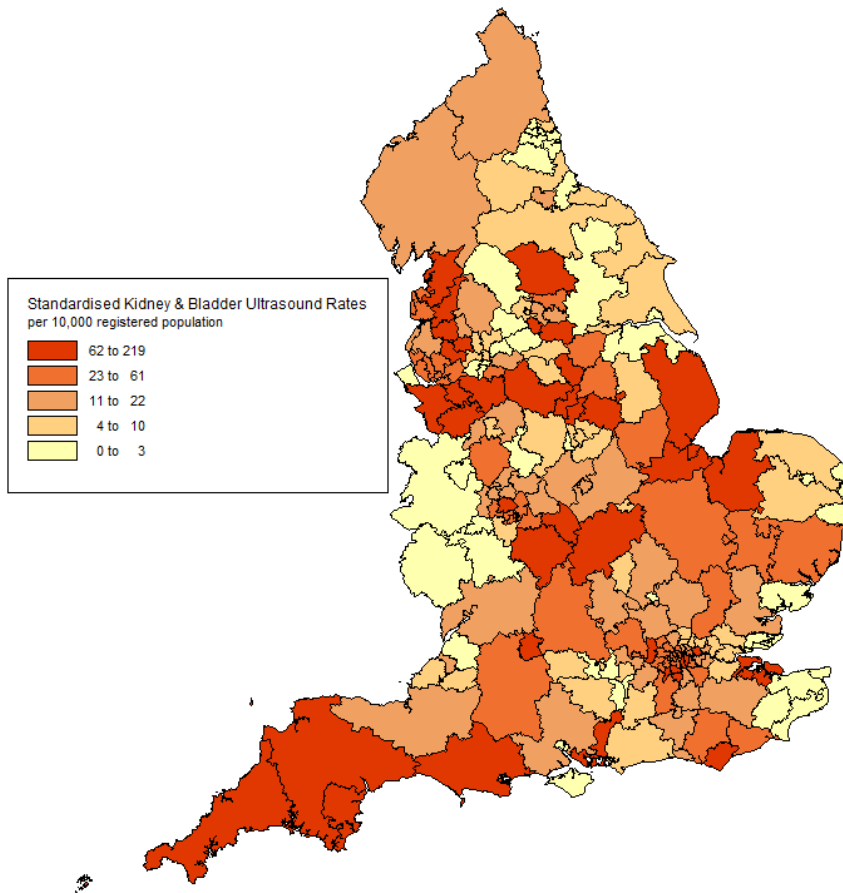 Standardised Kidney & Bladder Ultrasound Rates
per 10,000 registered population
62 to 219
23 to 61
11 to 22
4 to 10
0 to 3